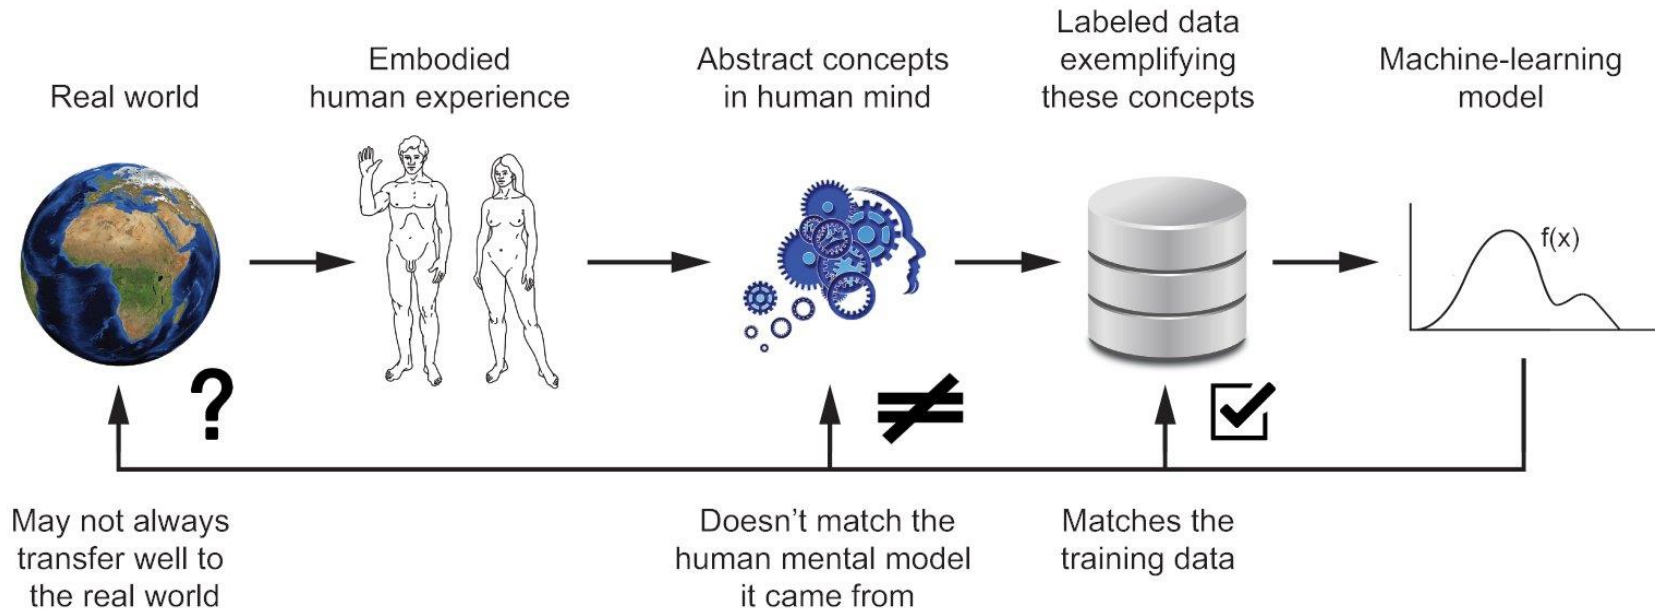 Real world
Embodied
human experience
Abstract concepts
in human mind
Labeled data
exemplifying
these concepts
Machine-learning
model
f(x)
?
≠
May not always
transfer well to
the real world
Doesn't match the
human mental model
it came from
Matches the
training data